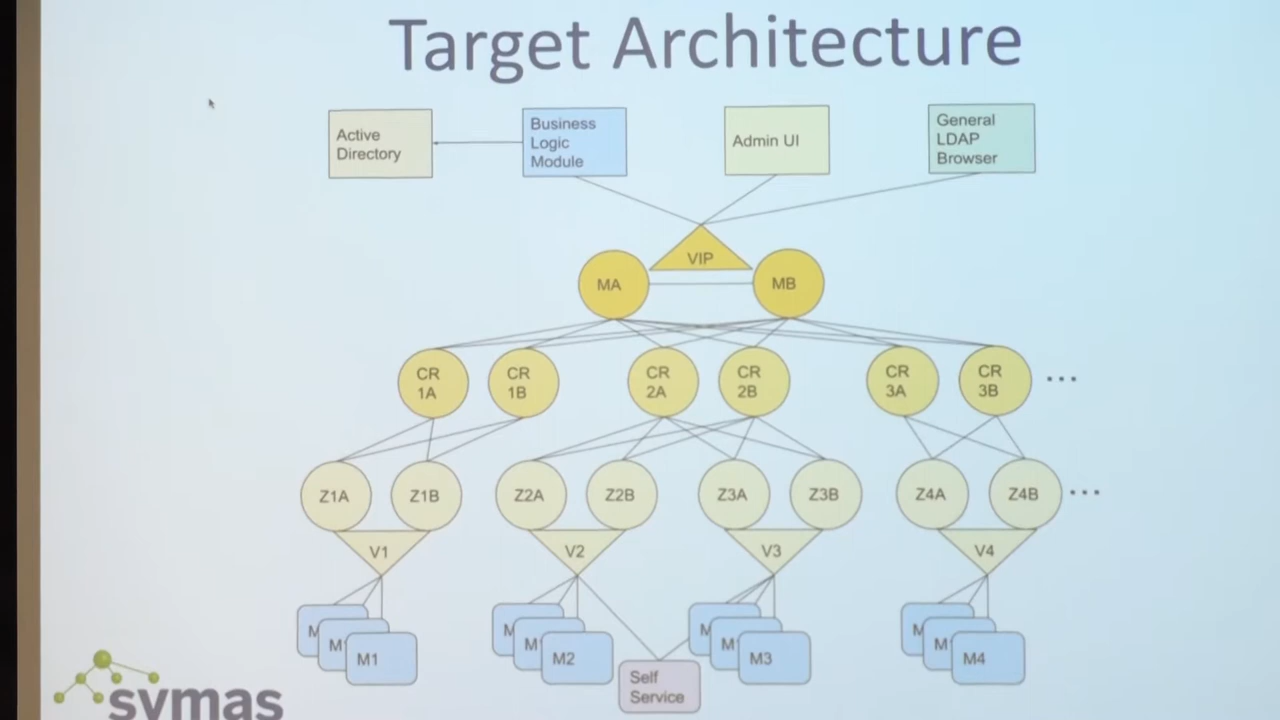 Target Architecture
Active
Directory
Business
Logic
Module
Admin UI
General
LDAP
Browser
VIP
MA
MB
CR
1A
CR
1B
CR
2A
CR
2B
CR
3A
CR
3B
...
Z1A
Z1B
Z2A
Z2B
Z3A
Z3B
Z4A
Z4B
...
V1
V2
V3
V4
M
M
M1
M
M
M2
M
M
M3
M
M
M4
Self
Service
symas